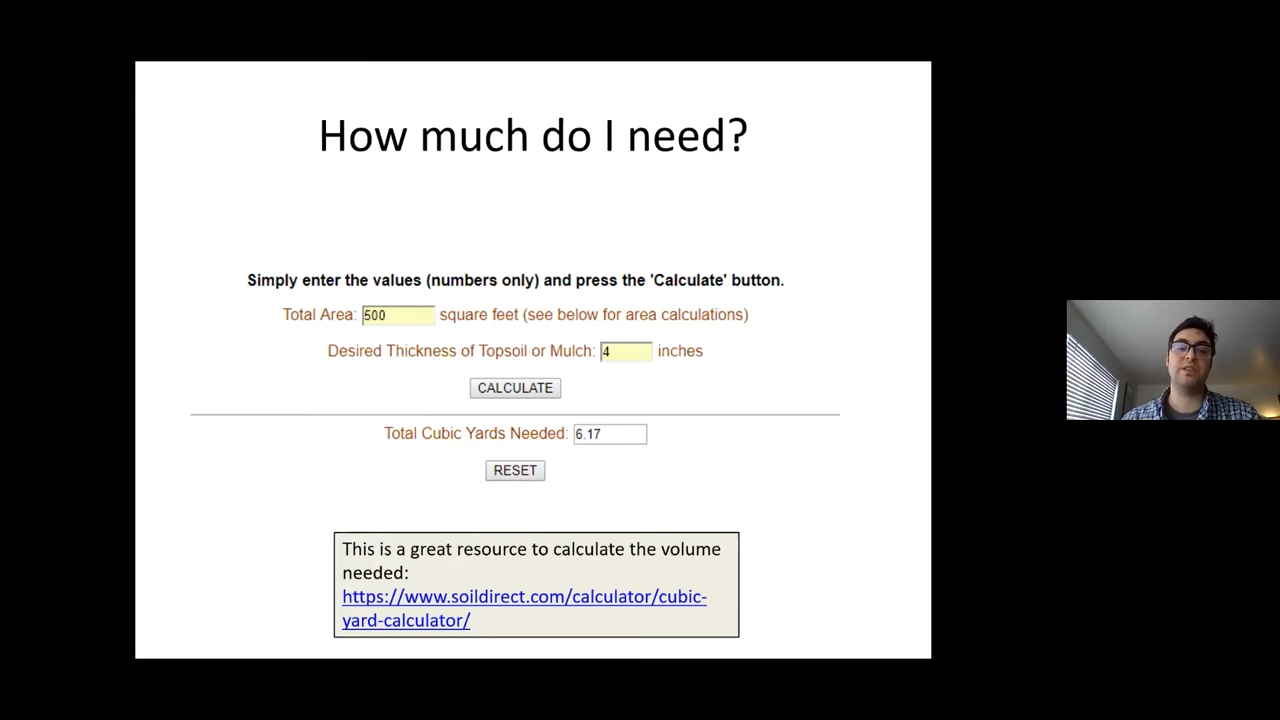 How much do I need?
Simply enter the values (numbers only) and press the 'Calculate' button.
Total Area: 500 square feet (see below for area calculations)
Desired Thickness of Topsoil or Mulch: 4 inches
CALCULATE
Total Cubic Yards Needed: 6.17
RESET
This is a great resource to calculate the volume
needed:
https://www.soildirect.com/calculator/cubic-
yard-calculator/